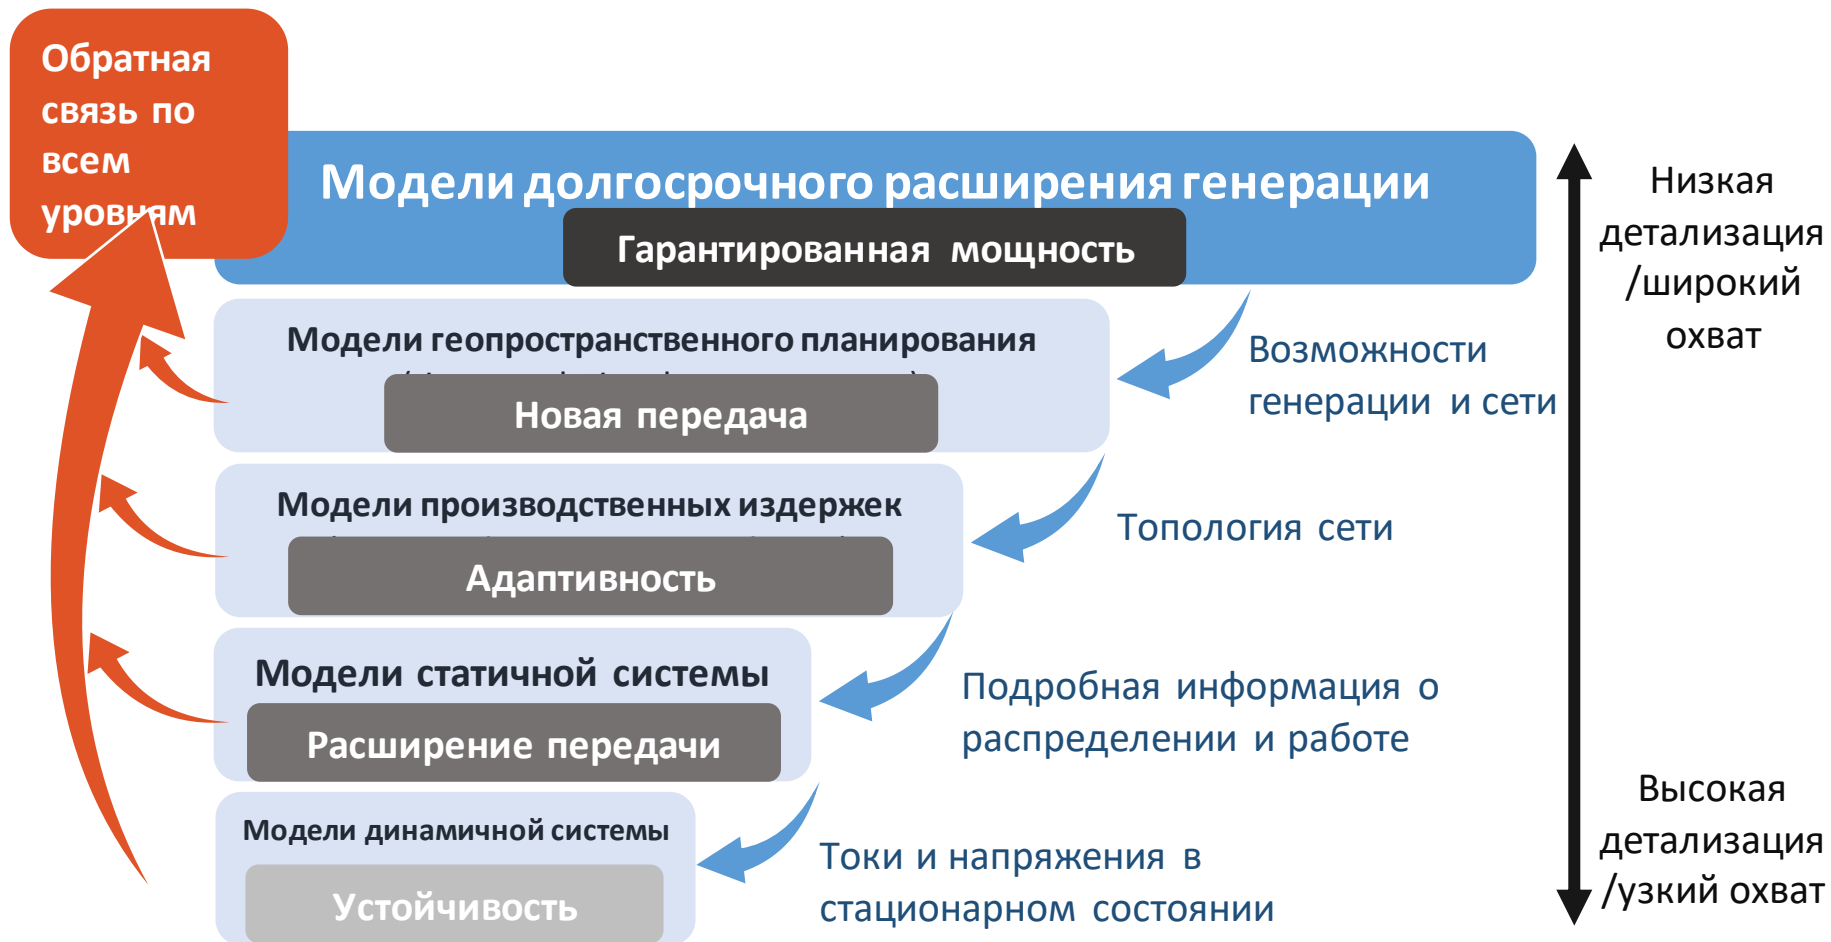 Обратная
связь по
всем
уровням
Модели долгосрочного расширения генерации
Гарантированная мощность
Модели геопространственного планирования
Новая передача
Возможности
генерации и сети
Модели производственных издержек
Адаптивность
Топология сети
Модели статичной системы
Расширение передачи
Подробная информация о
распределении и работе
Модели динамичной системы
Устойчивость
Токи и напряжения в
стационарном состоянии
Низкая
детализация
/широкий
охват
Высокая
детализация
/узкий охват